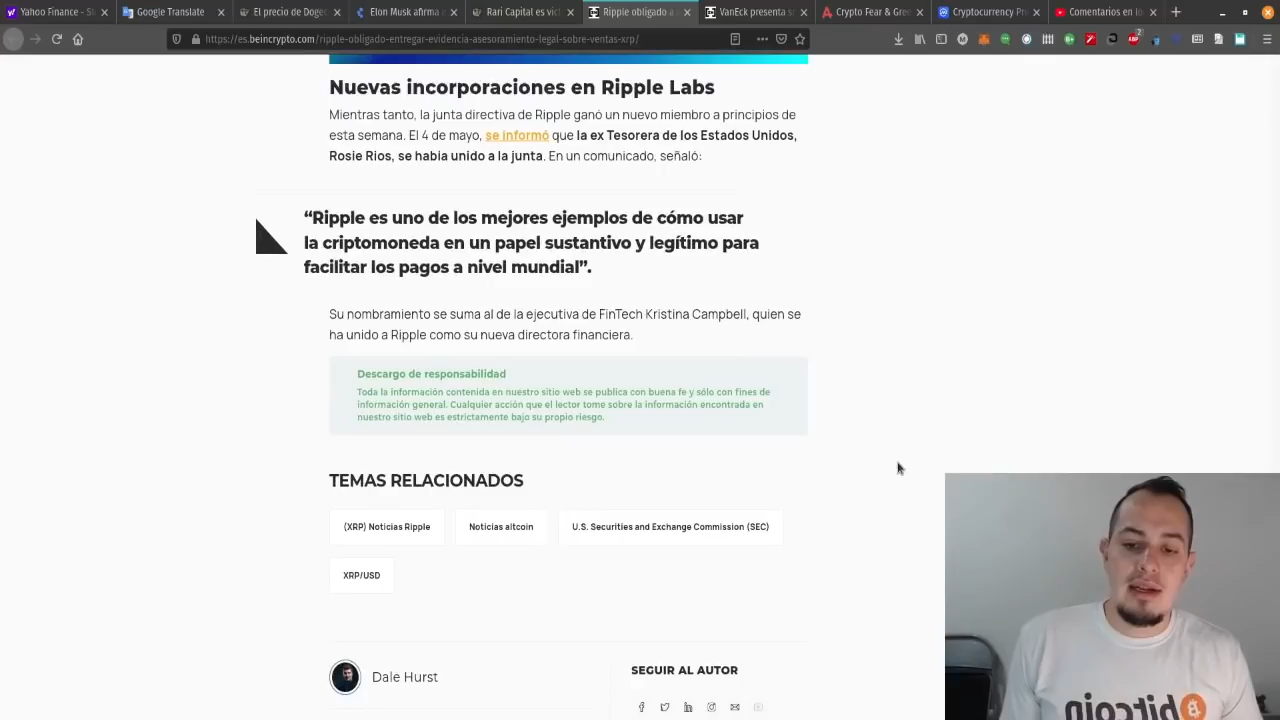 Yahoo Finance - St
Google Translate
El precio de Doge
Elon Musk afirma
Rari Capital es víct
Ripple obligado a
VanEck presenta s
Crypto Fear & Gree
Cryptocurrency Pr
Comentarios en lo
https://es.beincrypto.com/ripple-obligado-entregar-evidencia-asesoramiento-legal-sobre-ventas-xrp/
Nuevas incorporaciones en Ripple Labs
Mientras tanto, la junta directiva de Ripple ganó un nuevo miembro a principios de
esta semana. El 4 de mayo, se informó que la ex Tesorera de los Estados Unidos,
Rosie Rios, se habia unido a la junta. En un comunicado, señaló:
“Ripple es uno de los mejores ejemplos de cómo usar
la criptomoneda en un papel sustantivo y legítimo para
facilitar los pagos a nivel mundial”.
Su nombramiento se suma al de la ejecutiva de FinTech Kristina Campbell, quien se
ha unido a Ripple como su nueva directora financiera.
Descargo de responsabilidad
Toda la información contenida en nuestro sitio web se publica con buena fe y sólo con fines de
información general. Cualquier acción que el lector tome sobre la información encontrada en
nuestro sitio web es estrictamente bajo su propio riesgo.
TEMAS RELACIONADOS
(XRP) Noticias Ripple
Noticias altcoin
U.S. Securities and Exchange Commission (SEC)
XRP/USD
Dale Hurst
SEGUIR AL AUTOR
bitcoin